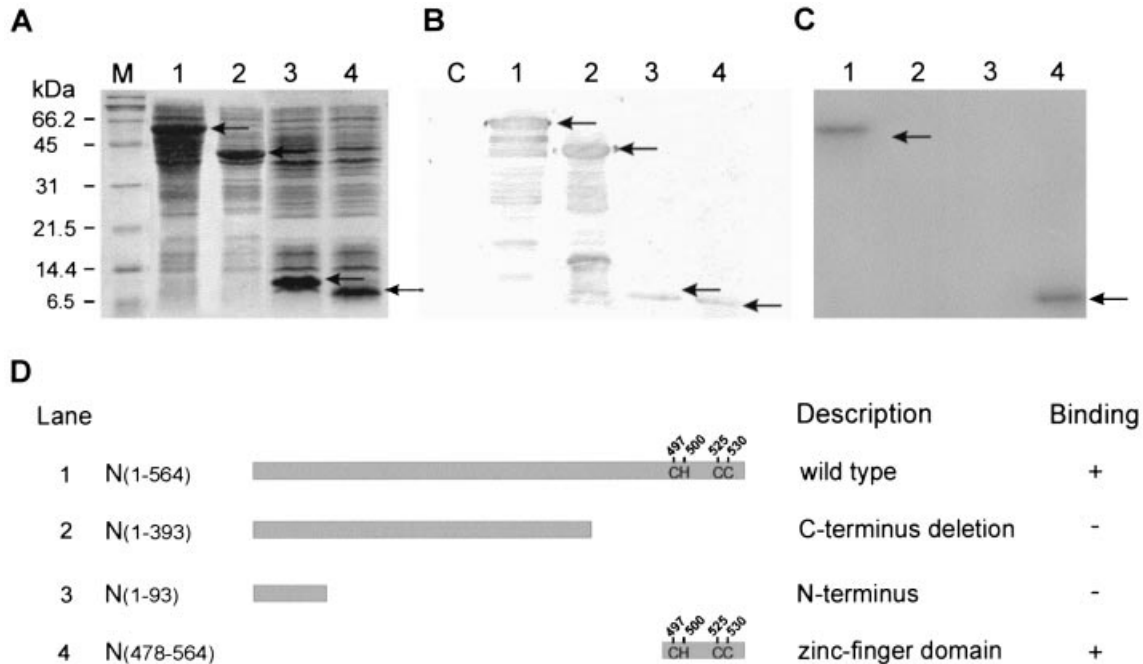 A
B
C
kDa
M 1 2 3 4
C 1 2 3 4
1 2 3 4
66.2
45
31
21.5
14.4
6.5
D
Lane
Description
Binding
497 500 525 530
1 N(1-564) CH CC wild type +
2 N(1-393) C-terminus deletion -
3 N(1-93) N-terminus -
497 500 525 530
4 N(478-564) CH CC zinc-finger domain +